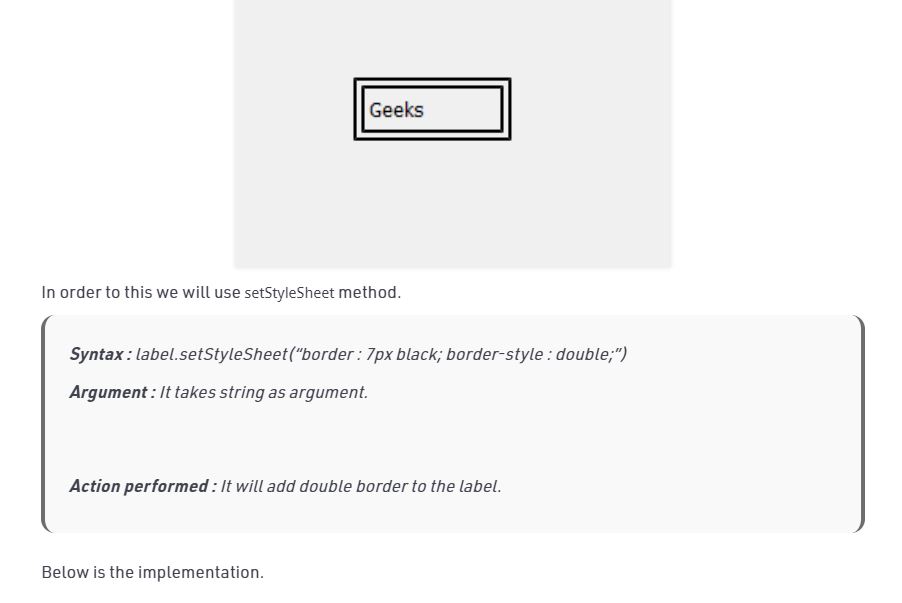 Geeks
In order to this we will use setStyleSheet method.
Syntax : label.setStyleSheet(“border : 7px black; border-style : double;”)
Argument : It takes string as argument.
Action performed : It will add double border to the label.
Below is the implementation.